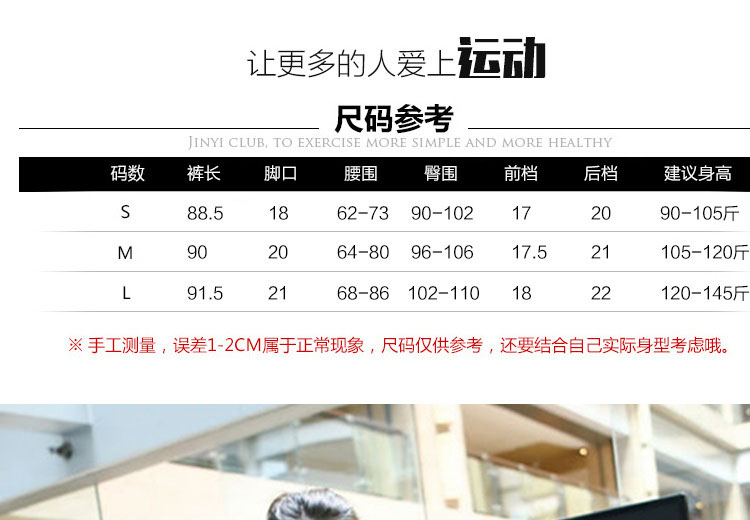 让更多的人爱上运动
尺码参考
JINYI CLUB, TO EXERCISE MORE SIMPLE AND MORE HEALTHY
码数 裤长 脚口 腰围 臀围 前档 后档 建议身高
S 88.5 18 62-73 90-102 17 20 90-105斤
M 90 20 64-80 96-106 17.5 21 105-120斤
L 91.5 21 68-86 102-110 18 22 120-145斤
※ 手工测量，误差1-2CM属于正常现象，尺码仅供参考，还要结合自己实际身型考虑哦。